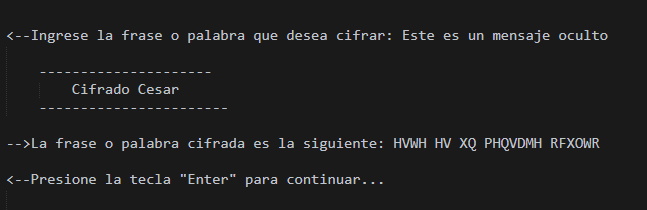 <--Ingrese la frase o palabra que desea cifrar: Este es un mensaje oculto
---------------------
Cifrado Cesar
-----------------------
-->La frase o palabra cifrada es la siguiente: HVWH HV XQ PHQVDMH RFXOWR
<--Presione la tecla "Enter" para continuar...